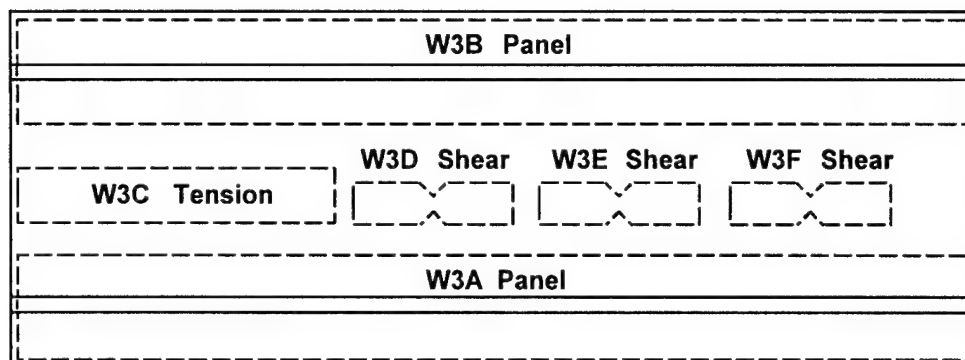 W3B Panel
W3D Shear W3E Shear W3F Shear
W3C Tension
W3A Panel